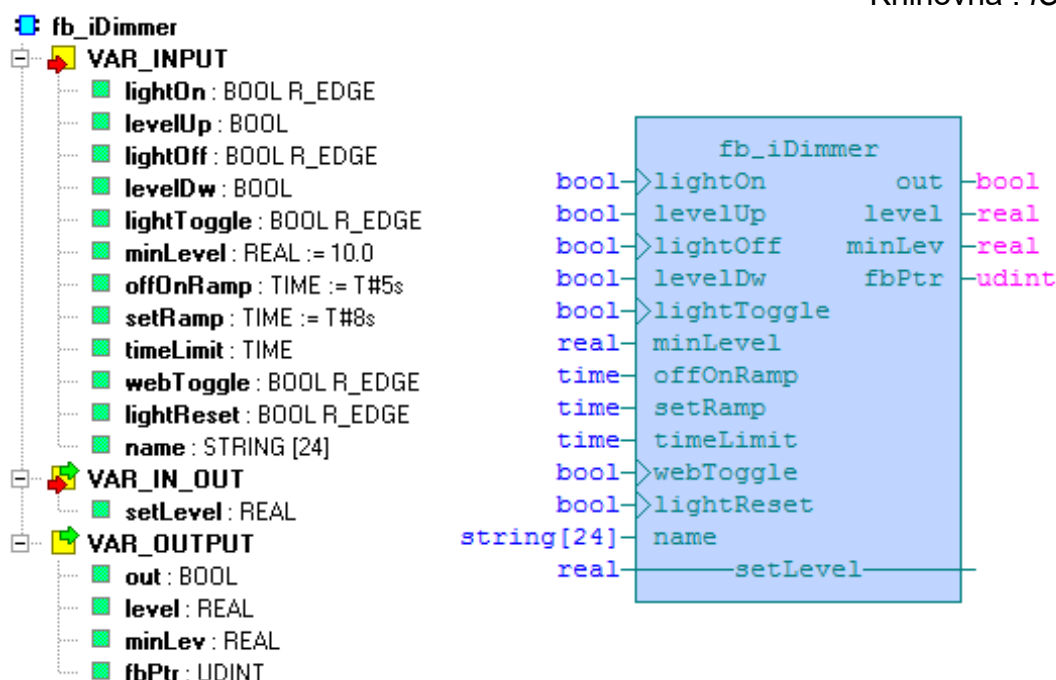 Knihovna : /
fb_iDimmer
VAR_INPUT
lightOn : BOOL R_EDGE
levelUp : BOOL
lightOff : BOOL R_EDGE
levelDw : BOOL
lightToggle : BOOL R_EDGE
minLevel : REAL := 10.0
offOnRamp : TIME := T#5s
setRamp : TIME := T#8s
timeLimit : TIME
webToggle : BOOL R_EDGE
lightReset : BOOL R_EDGE
name : STRING [24]
VAR_IN_OUT
setLevel : REAL
VAR_OUTPUT
out : BOOL
level : REAL
minLev : REAL
fbPtr : UDINT
fb_iDimmer
bool lightOn out bool
bool levelUp level real
bool lightOff minLev real
bool levelDw fbPtr udint
bool lightToggle
real minLevel
time offOnRamp
time setRamp
time timeLimit
bool webToggle
bool lightReset
string[24] name
real setLevel